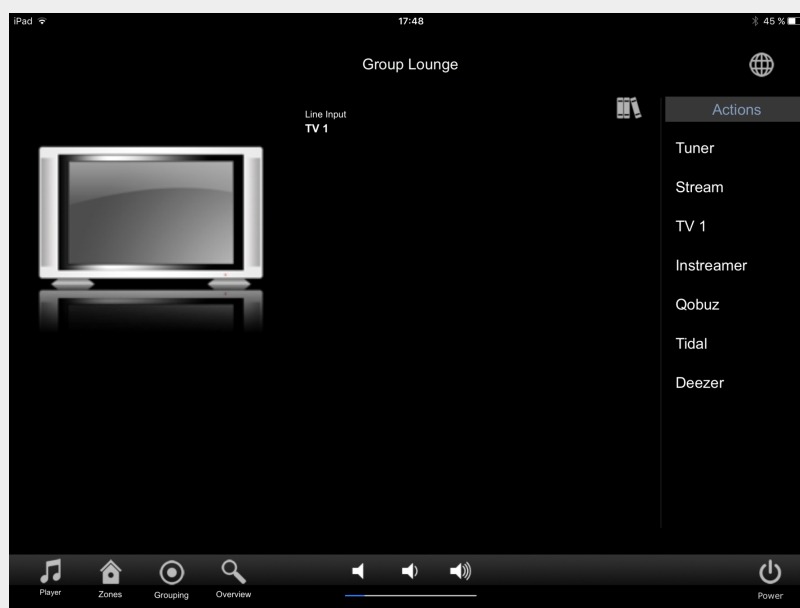 iPad
17:48
45 %
Group Lounge
Line Input
TV 1
Actions
Tuner
Stream
TV 1
Instreamer
Qobuz
Tidal
Deezer
Player
Zones
Grouping
Overview
Power